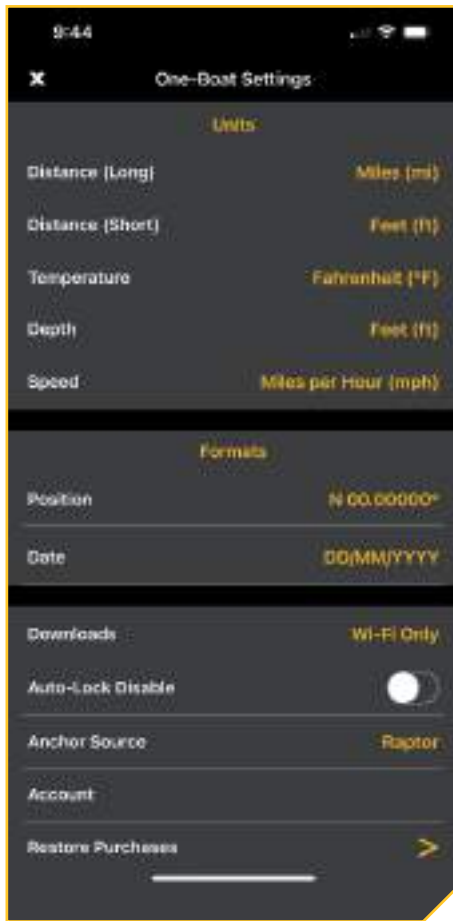 9:44
One-Boat Settings
Units
Distance (Long) Miles (mi)
Distance (Short) Feet (ft)
Temperature Fahrenheit (°F)
Depth Feet (ft)
Speed Miles per Hour (mph)
Formats
Position N 00.00000°
Date DD/MM/YYYY
Downloads Wi-Fi Only
Auto-Lock Disable
Anchor Source Raptor
Account
Restore Purchases >